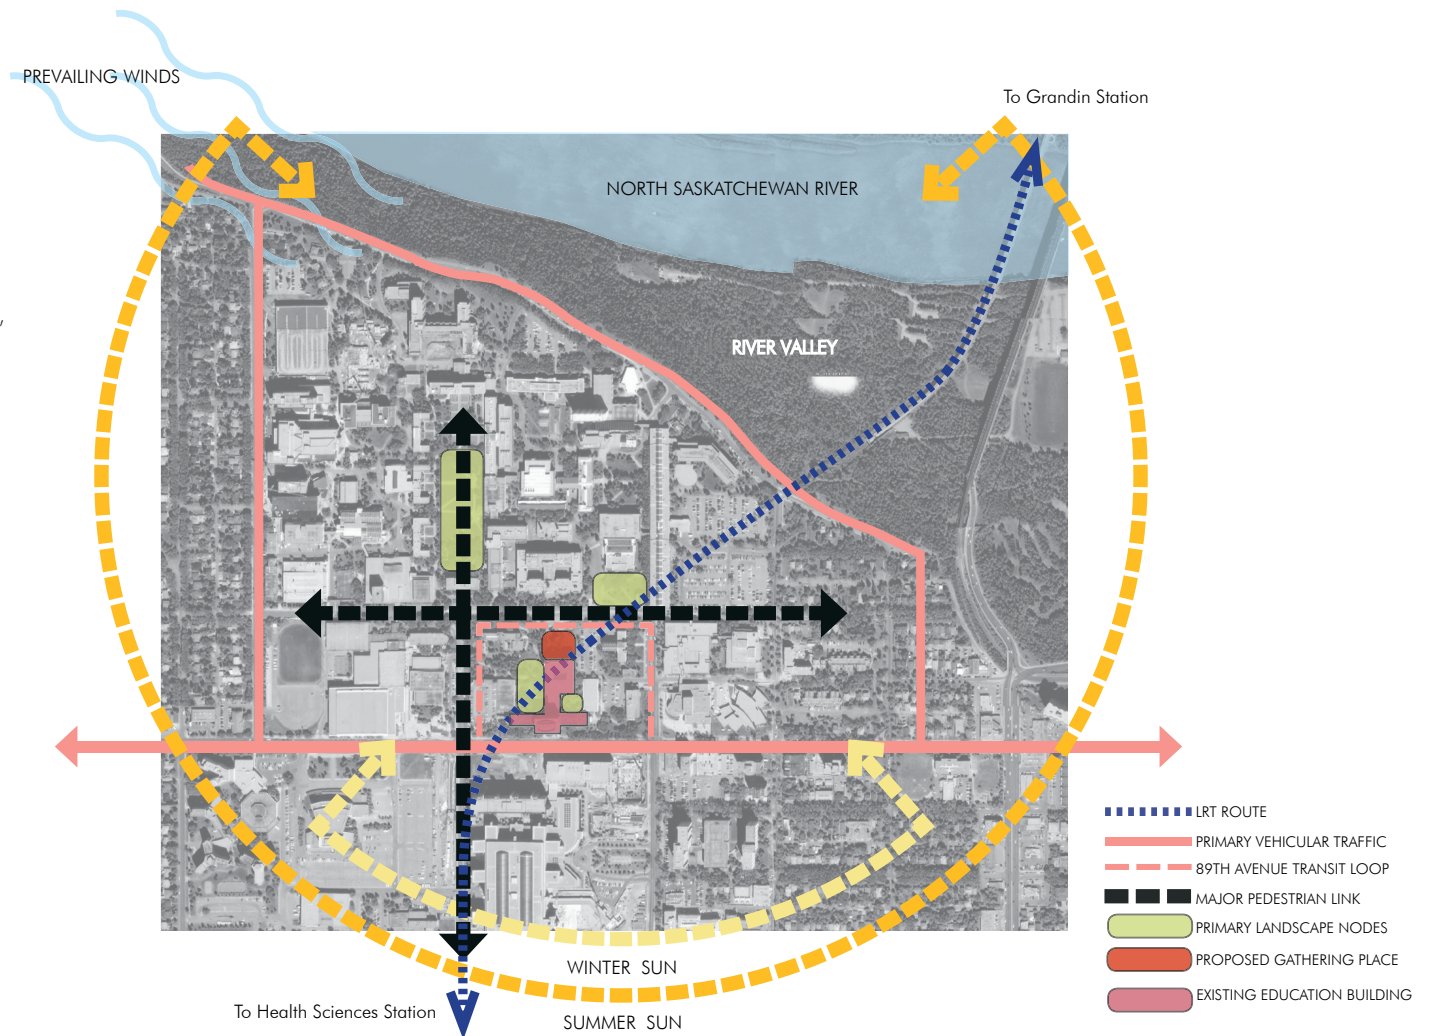 PREVAILING WINDS
To Grandin Station
NORTH SASKATCHEWAN RIVER
,
RIVER VALLEY
LRT ROUTE
PRIMARY VEHICULAR TRAFFIC
89TH AVENUE TRANSIT LOOP
MAJOR PEDESTRIAN LINK
PRIMARY LANDSCAPE NODES
PROPOSED GATHERING PLACE
EXISTING EDUCATION BUILDING
WINTER SUN
To Health Sciences Station
SUMMER SUN